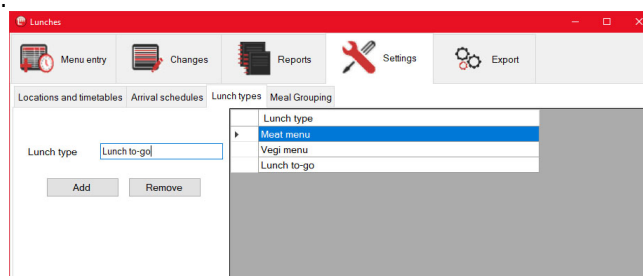 .
Lunches
Menu entry Changes Reports Settings Export
Locations and timetables Arrival schedules Lunch types Meal Grouping
Lunch type
Meat menu
Lunch type Lunch to-go Vegi menu
Lunch to-go
Add Remove